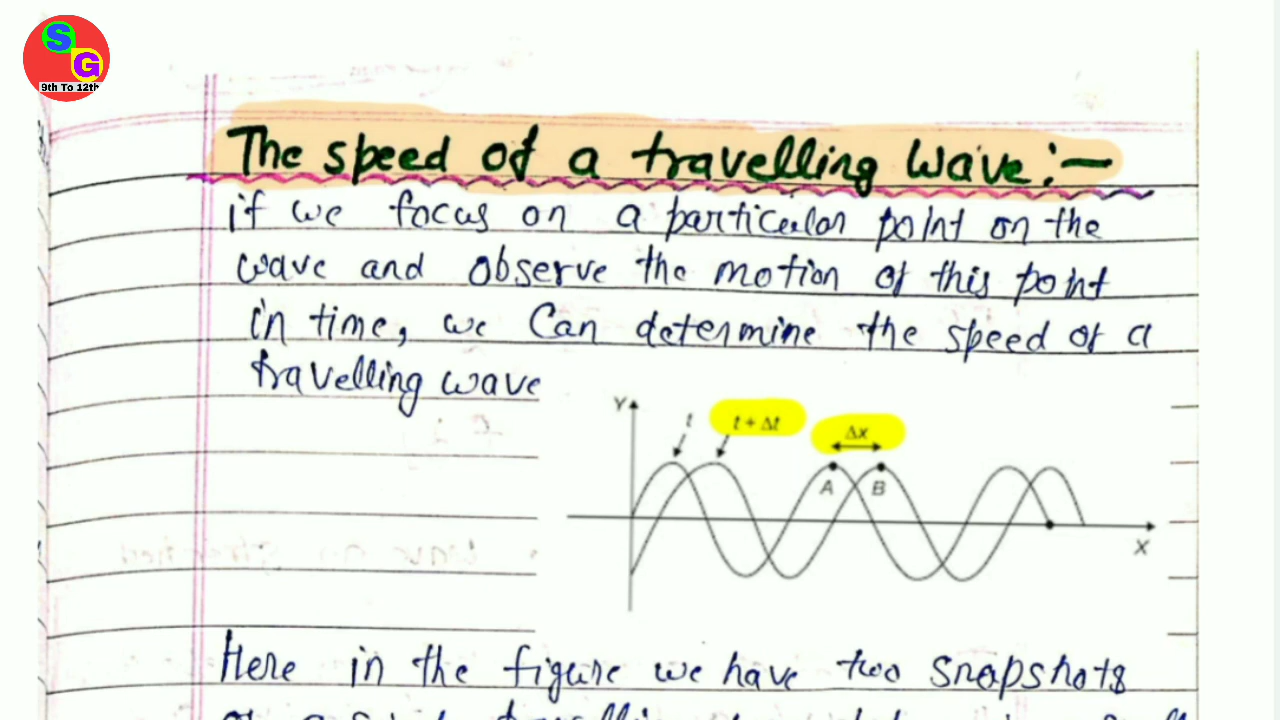 S
G
9th To 12th
The speed of a travelling wave:-
if we focus on a particular point on the
wave and observe the motion of this point
in time, we can determine the speed of a
travelling wave
Y
t
t + Δt
Δx
A
B
X
Here in the figure we have two snapshots